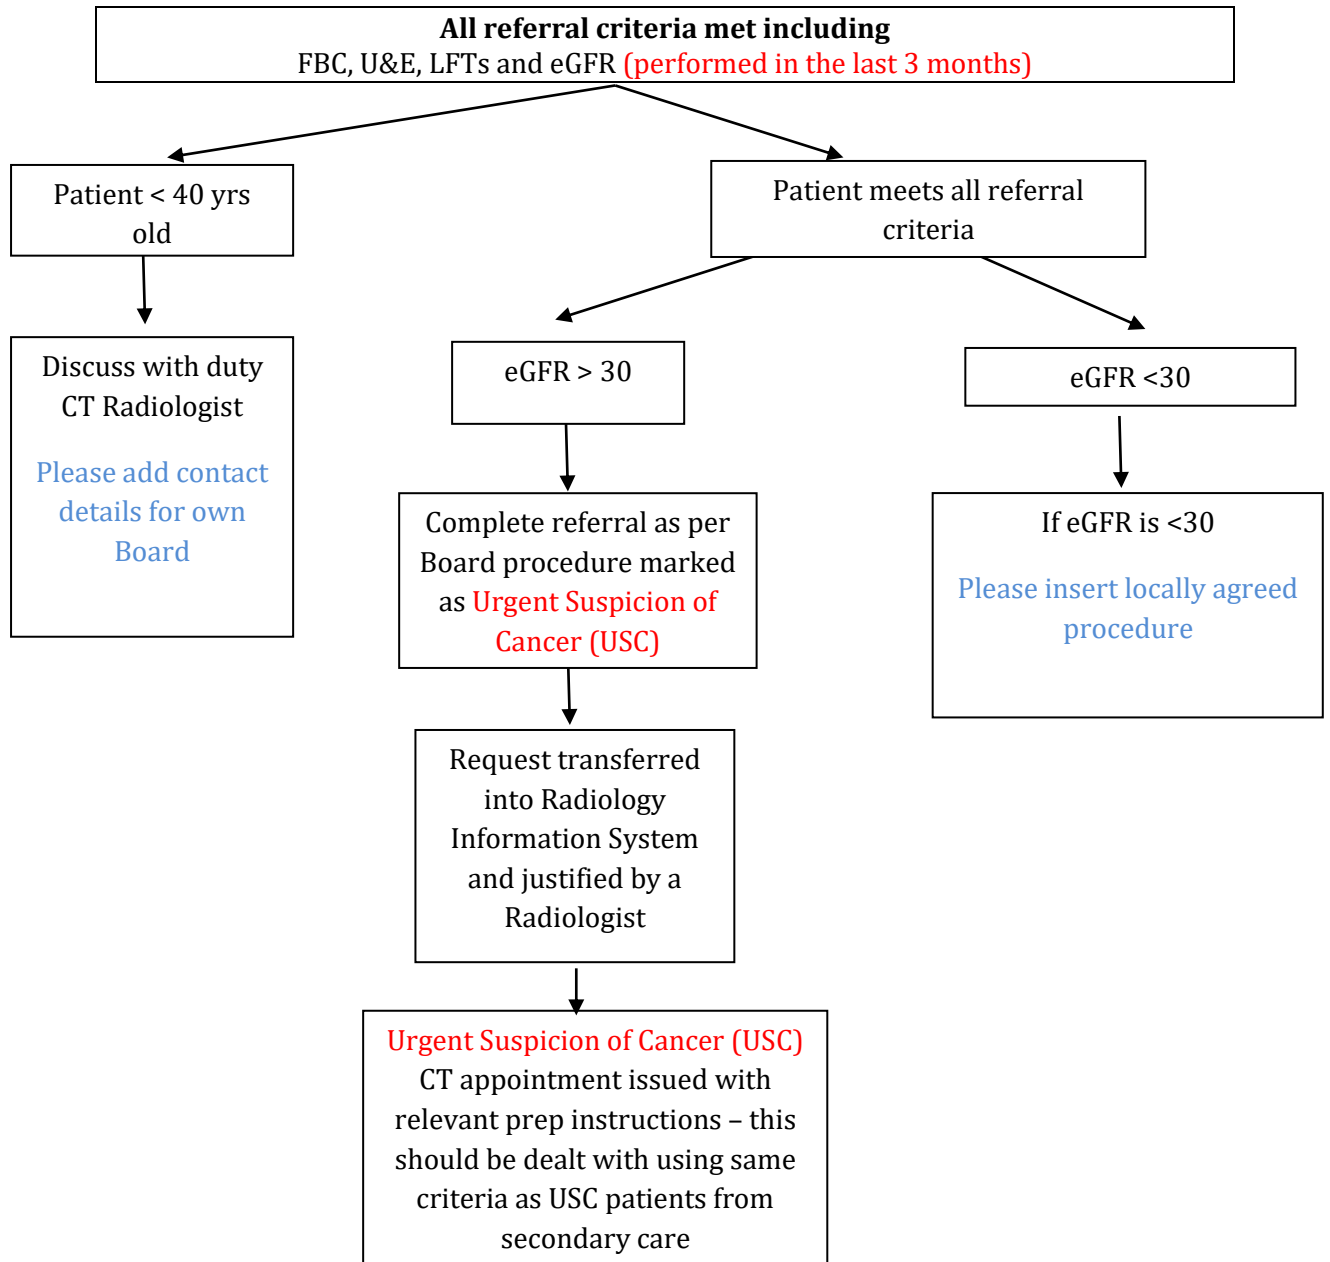 All referral criteria met including
FBC, U&E, LFTs and eGFR (performed in the last 3 months)
Patient < 40 yrs
old
Patient meets all referral
criteria
Discuss with duty
CT Radiologist
Please add contact
details for own
Board
eGFR > 30
eGFR <30
Complete referral as per
Board procedure marked
as Urgent Suspicion of
Cancer (USC)
If eGFR is <30
Please insert locally agreed
procedure
Request transferred
into Radiology
Information System
and justified by a
Radiologist
Urgent Suspicion of Cancer (USC)
CT appointment issued with
relevant prep instructions – this
should be dealt with using same
criteria as USC patients from
secondary care